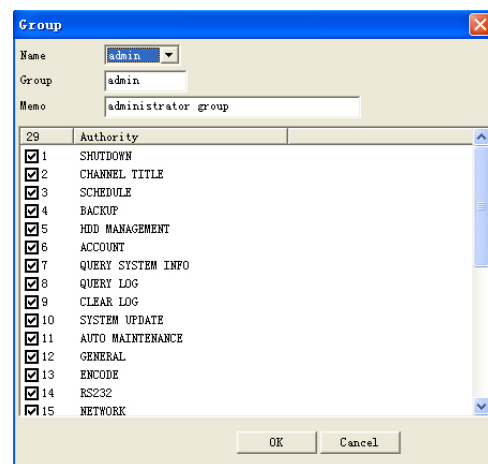 Group
Name admin
Group admin
Memo administrator group
29 Authority
1 SHUTDOWN
2 CHANNEL TITLE
3 SCHEDULE
4 BACKUP
5 HDD MANAGEMENT
6 ACCOUNT
7 QUERY SYSTEM INFO
8 QUERY LOG
9 CLEAR LOG
10 SYSTEM UPDATE
11 AUTO MAINTENANCE
12 GENERAL
13 ENCODE
14 RS232
15 NETWORK
OK Cancel